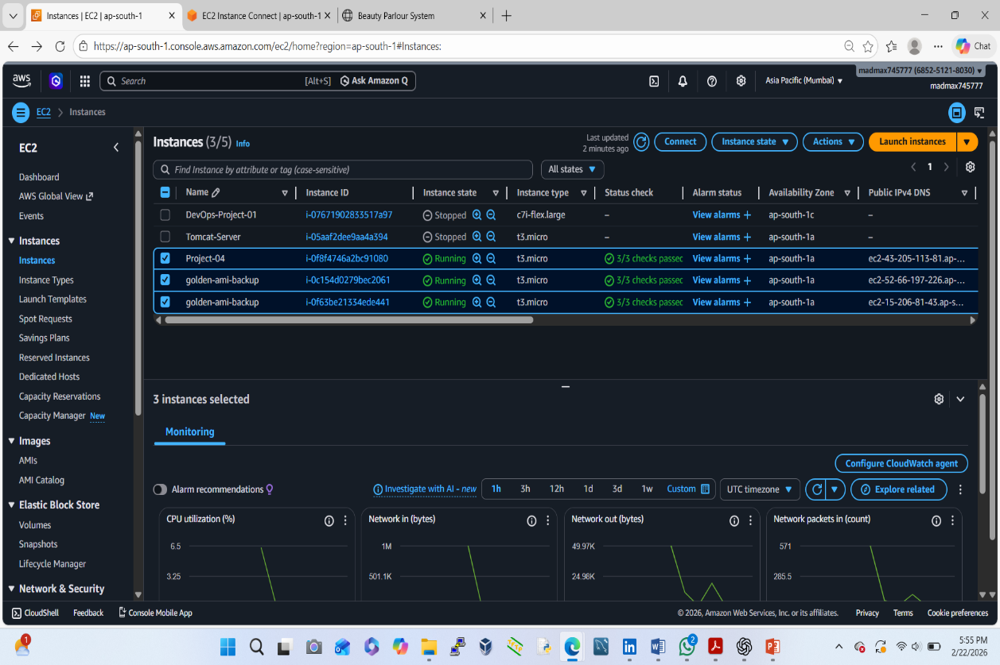 Instances | EC2 | ap-south-1
EC2 Instance Connect | ap-south-1
Beauty Parlour System
https://ap-south-1.console.aws.amazon.com/ec2/home?region=ap-south-1#Instances:
Chat
aws
Search
[Alt+S]
Ask Amazon Q
Asia Pacific (Mumbai)
madmax745777 (6852-5121-8030)
madmax745777
EC2
Instances
EC2
Dashboard
AWS Global View
Events
Instances
Instances
Instance Types
Launch Templates
Spot Requests
Savings Plans
Reserved Instances
Dedicated Hosts
Capacity Reservations
Capacity Manager New
Images
AMIs
AMI Catalog
Elastic Block Store
Volumes
Snapshots
Lifecycle Manager
Network & Security
Instances (3/5) Info
Last updated
2 minutes ago
Connect
Instance state
Actions
Launch instances
Find Instance by attribute or tag (case-sensitive)
All states
1
Name Instance ID Instance state Instance type Status check Alarm status Availability Zone Public IPv4 DNS
DevOps-Project-01 i-07671902833517a97 Stopped c7i-flex.large – View alarms + ap-south-1c –
Tomcat-Server i-05aaf2dee9aa4a394 Stopped t3.micro – View alarms + ap-south-1a –
Project-04 i-0f8f4746a2bc91080 Running t3.micro 3/3 checks passed View alarms + ap-south-1a ec2-43-205-113-81.ap-...
golden-ami-backup i-0c154d0279bec2061 Running t3.micro 3/3 checks passed View alarms + ap-south-1a ec2-52-66-197-226.ap-...
golden-ami-backup i-0f63be21334ede441 Running t3.micro 3/3 checks passed View alarms + ap-south-1a ec2-15-206-81-43.ap-s...
3 instances selected
Monitoring
Configure CloudWatch agent
Alarm recommendations
Investigate with AI - new
1h 3h 12h 1d 3d 1w Custom
UTC timezone
Explore related
CPU utilization (%)
6.5
3.25
Network in (bytes)
1M
501.1K
Network out (bytes)
49.97K
24.98K
Network packets in (count)
571
285.5
CloudShell Feedback Console Mobile App
© 2026, Amazon Web Services, Inc. or its affiliates. Privacy Terms Cookie preferences
1
2
5:55 PM
2/22/2026